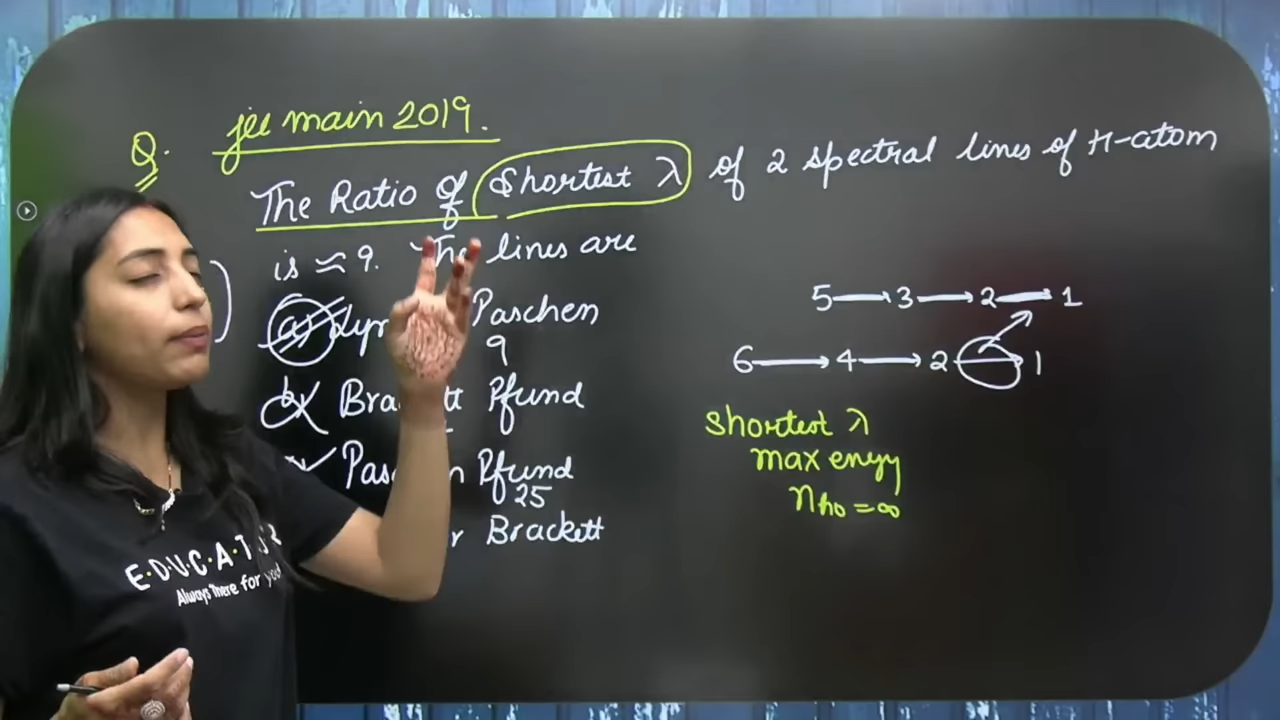 Q. jee main 2019.
The Ratio of Shortest λ of 2 spectral lines of H-atom
is ≈ 9. The lines are
a) Paschen
9
b) Pfund
Pfund
25
Brackett
5 → 3 → 2 → 1
6 → 4 → 2 → 1
Shortest λ
max
= ∞
E·D·U·C·A·T
Always There for you